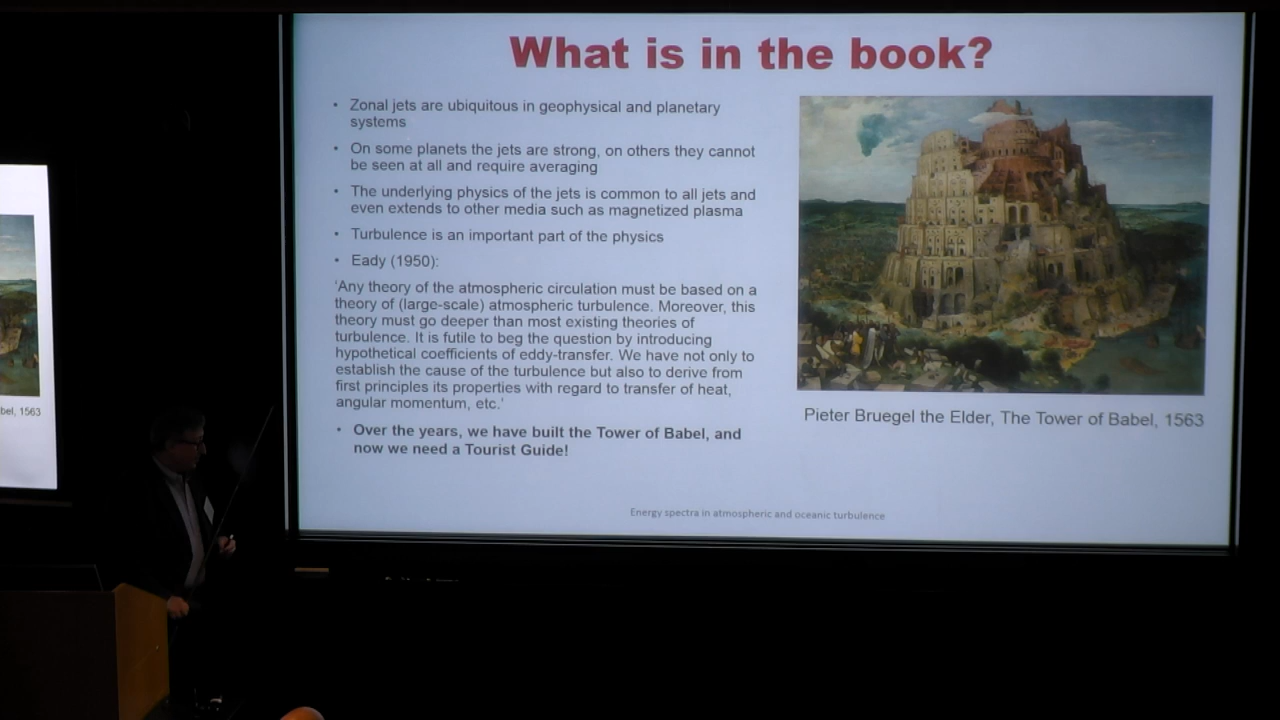 What is in the book?
• Zonal jets are ubiquitous in geophysical and planetary
systems
• On some planets the jets are strong, on others they cannot
be seen at all and require averaging
• The underlying physics of the jets is common to all jets and
even extends to other media such as magnetized plasma
• Turbulence is an important part of the physics
• Eady (1950):
'Any theory of the atmospheric circulation must be based on a
theory of (large-scale) atmospheric turbulence. Moreover, this
theory must go deeper than most existing theories of
turbulence. It is futile to beg the question by introducing
hypothetical coefficients of eddy-transfer. We have not only to
establish the cause of the turbulence but also to derive from
first principles its properties with regard to transfer of heat,
angular momentum, etc.'
• Over the years, we have built the Tower of Babel, and
now we need a Tourist Guide!
Pieter Bruegel the Elder, The Tower of Babel, 1563
Energy spectra in atmospheric and oceanic turbulence
bel, 1563